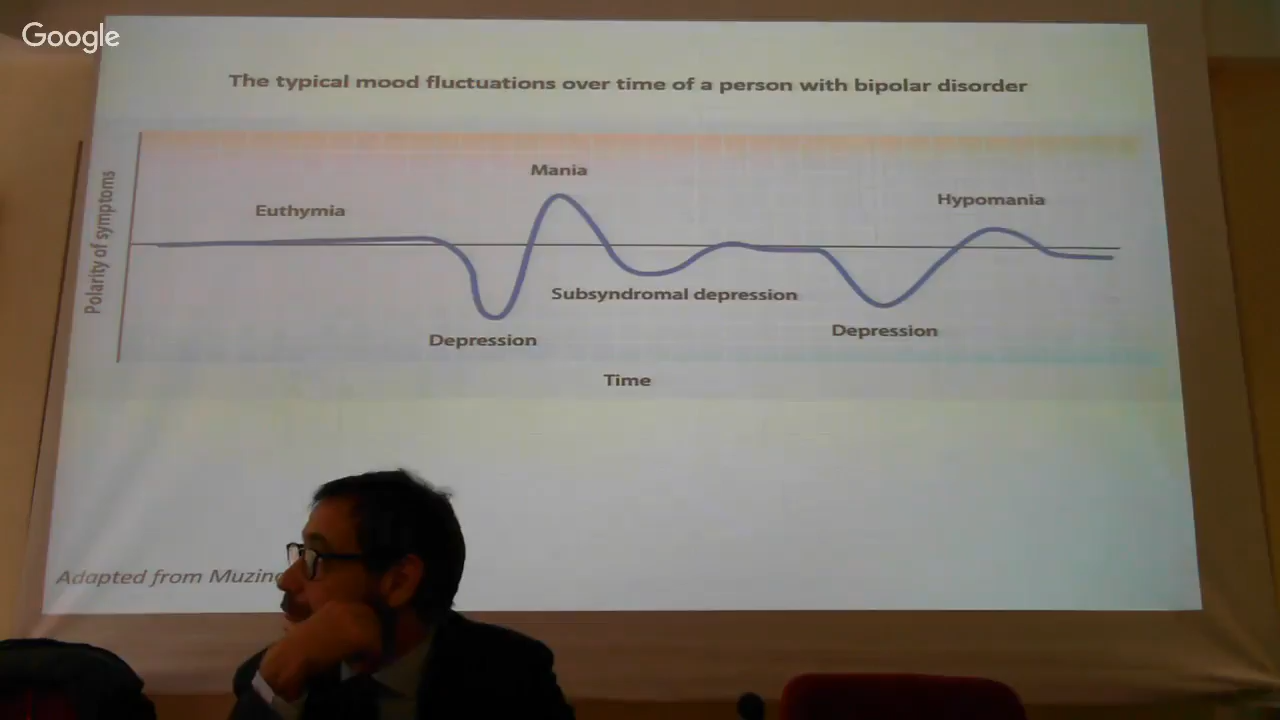 Google
The typical mood fluctuations over time of a person with bipolar disorder
Polarity of symptoms
Mania
Euthymia
Hypomania
Subsyndromal depression
Depression
Depression
Time
Adapted from